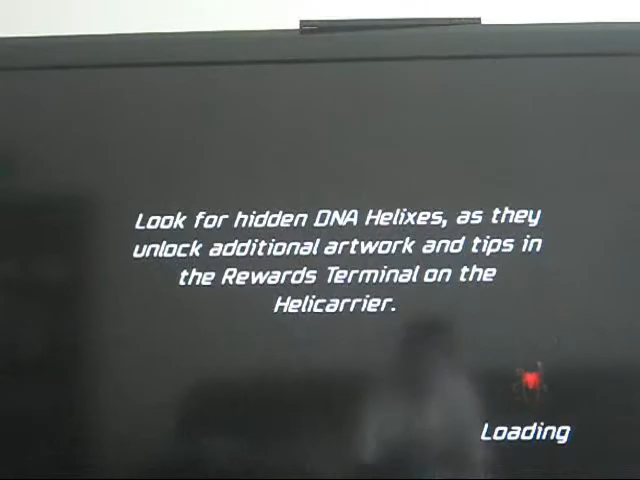 Look for hidden DNA Helixes, as they
unlock additional artwork and tips in
the Rewards Terminal on the
Helicarrier.
Loading